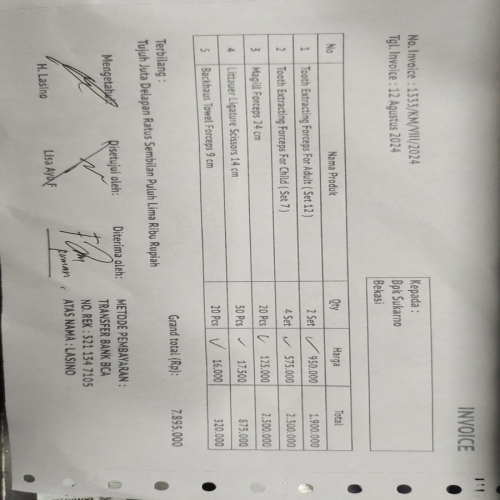 INVOICE
No. Invoice : 1333/KM/VIII/2024
Tgl. Invoice : 12 Agustus 2024
Kepada :
Bpk Sukarno
Bekasi
No Nama Produk Qty Harga Total
1 Tooth Extracting Forceps For Adult ( Set 12 ) 2 Set 950.000 1.900.000
2 Tooth Extracting Forceps For Child ( Set 7 ) 4 Set 575.000 2.300.000
3 Magill Forceps 24 cm 20 Pcs 125.000 2.500.000
4 Littauer Ligature Scissors 14 cm 50 Pcs 17.500 875.000
5 Backhaus Towel Forceps 9 cm 20 Pcs 16.000 320.000
Grand total (Rp): 7.895.000
Terbilang :
Tujuh Juta Delapan Ratus Sembilan Puluh Lima Ribu Rupiah
Mengetahui: Disetujui oleh: Diterima oleh:
H. Lasino Lisa Ayu F
METODE PEMBAYARAN :
TRANSFER BANK BCA
NO. REK : 521 154 7105
ATAS NAMA : LASINO